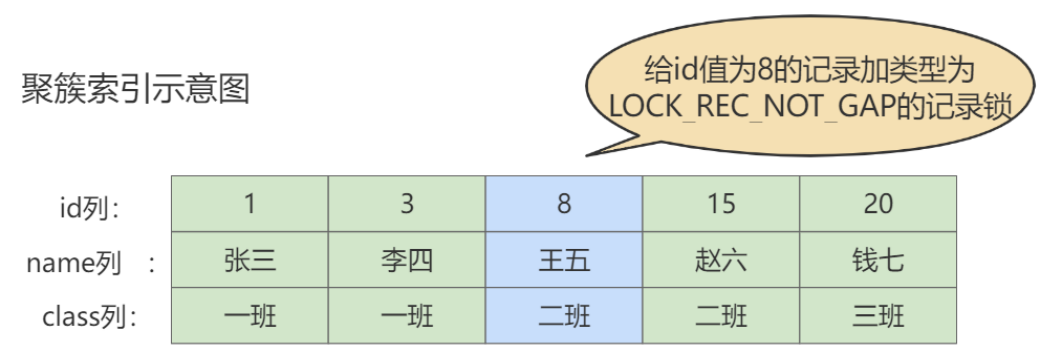 给id值为8的记录加类型为
LOCK_REC_NOT_GAP的记录锁
聚簇索引示意图
id列： 1 3 8 15 20
name列 ： 张三 李四 王五 赵六 钱七
class列： 一班 一班 二班 二班 三班